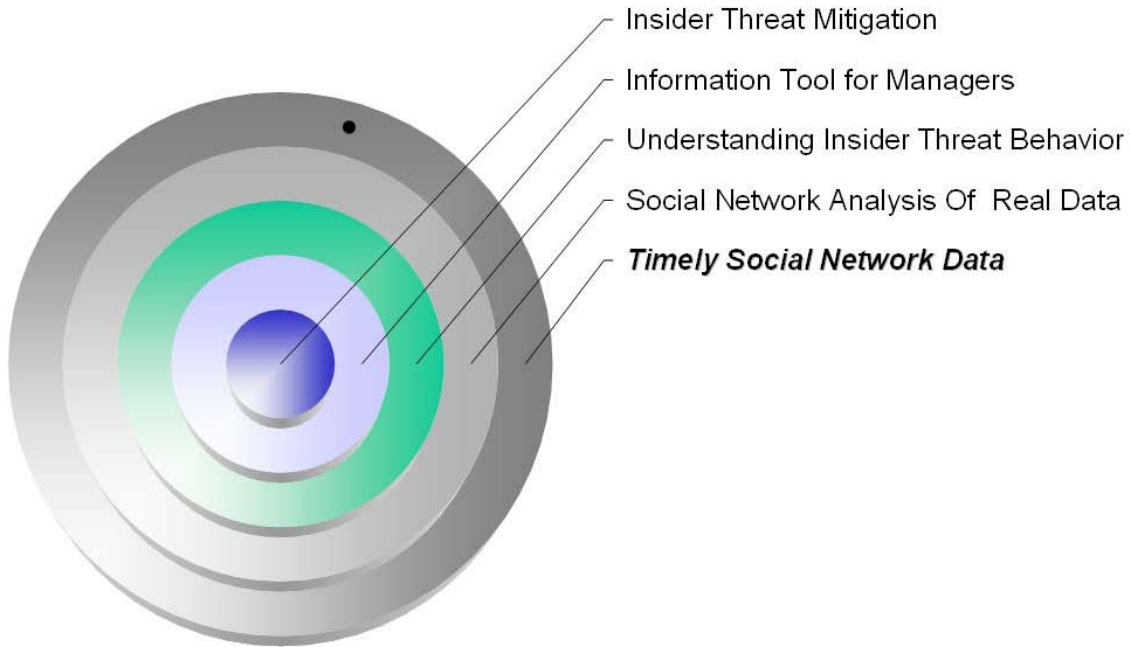 Insider Threat Mitigation
Information Tool for Managers
Understanding Insider Threat Behavior
Social Network Analysis Of  Real Data
Timely Social Network Data